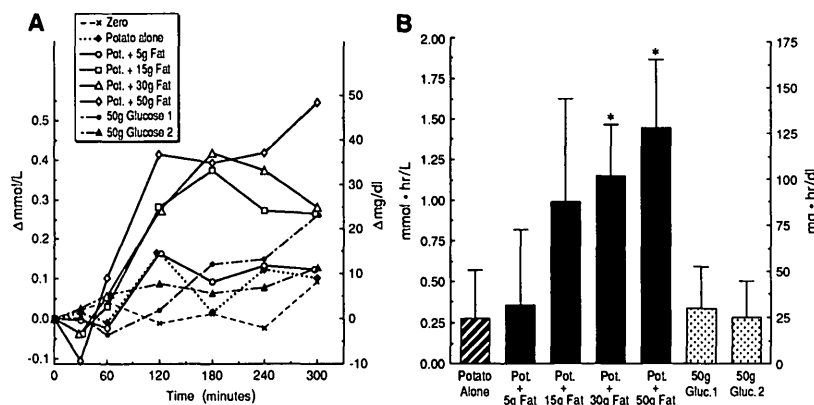 A
Zero
Potato alone
Pot. + 5g Fat
Pot. + 15g Fat
Pot. + 30g Fat
Pot. + 50g Fat
50g Glucose 1
50g Glucose 2
0.5
0.4
0.3
0.2
0.1
0.0
-0.1
Δmmol/L
50
40
30
20
10
0
-10
Δmg/dl
0 60 120 180 240 300
Time (minutes)
B
2.00
1.75
1.50
1.25
1.00
0.75
0.50
0.25
0.00
mmol • hr/L
175
150
125
100
75
50
25
0
mg • hr/dl
* *
Potato Alone
Pot. + 5g Fat
Pot. + 15g Fat
Pot. + 30g Fat
Pot. + 50g Fat
50g Gluc.1
50g Gluc.2